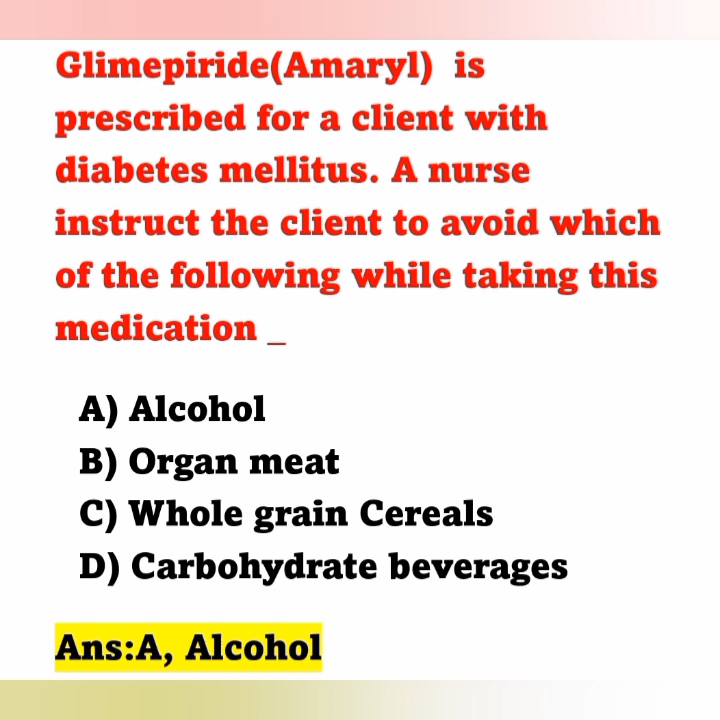 Glimepiride(Amaryl) is
prescribed for a client with
diabetes mellitus. A nurse
instruct the client to avoid which
of the following while taking this
medication _
A) Alcohol
B) Organ meat
C) Whole grain Cereals
D) Carbohydrate beverages
Ans:A, Alcohol